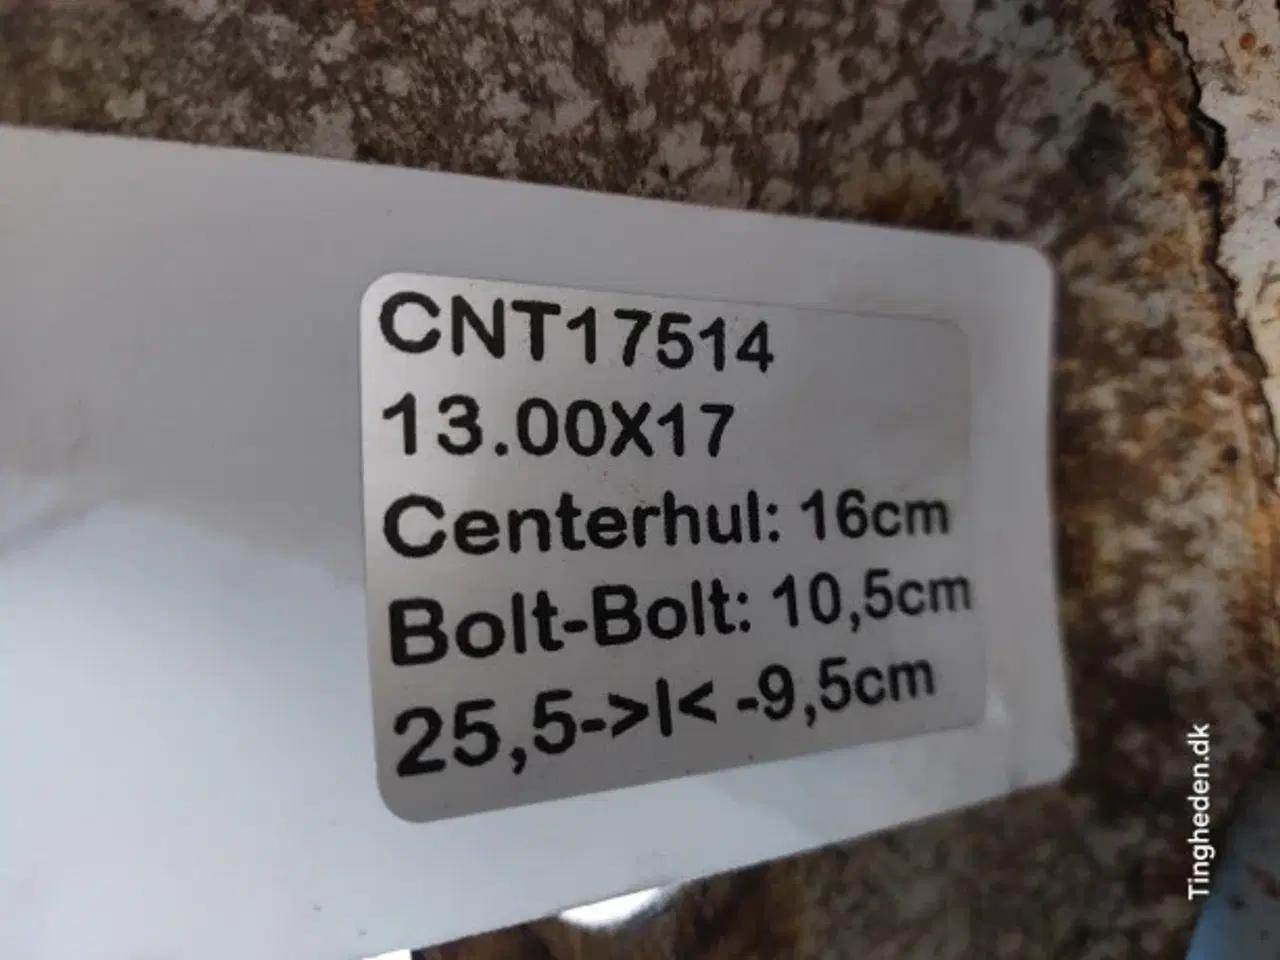 CNT17514
13.00X17
Centerhul: 16cm
Bolt-Bolt: 10,5cm
25,5->|< -9,5cm
Tingheden.dk